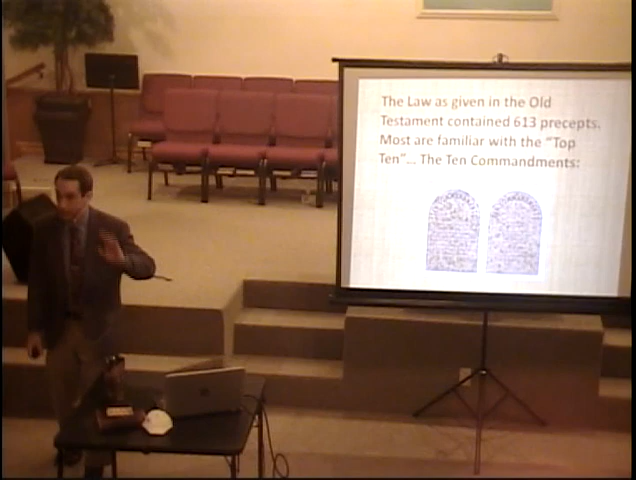 The Law as given in the Old
Testament contained 613 precepts.
Most are familiar with the “Top
Ten”... The Ten Commandments: